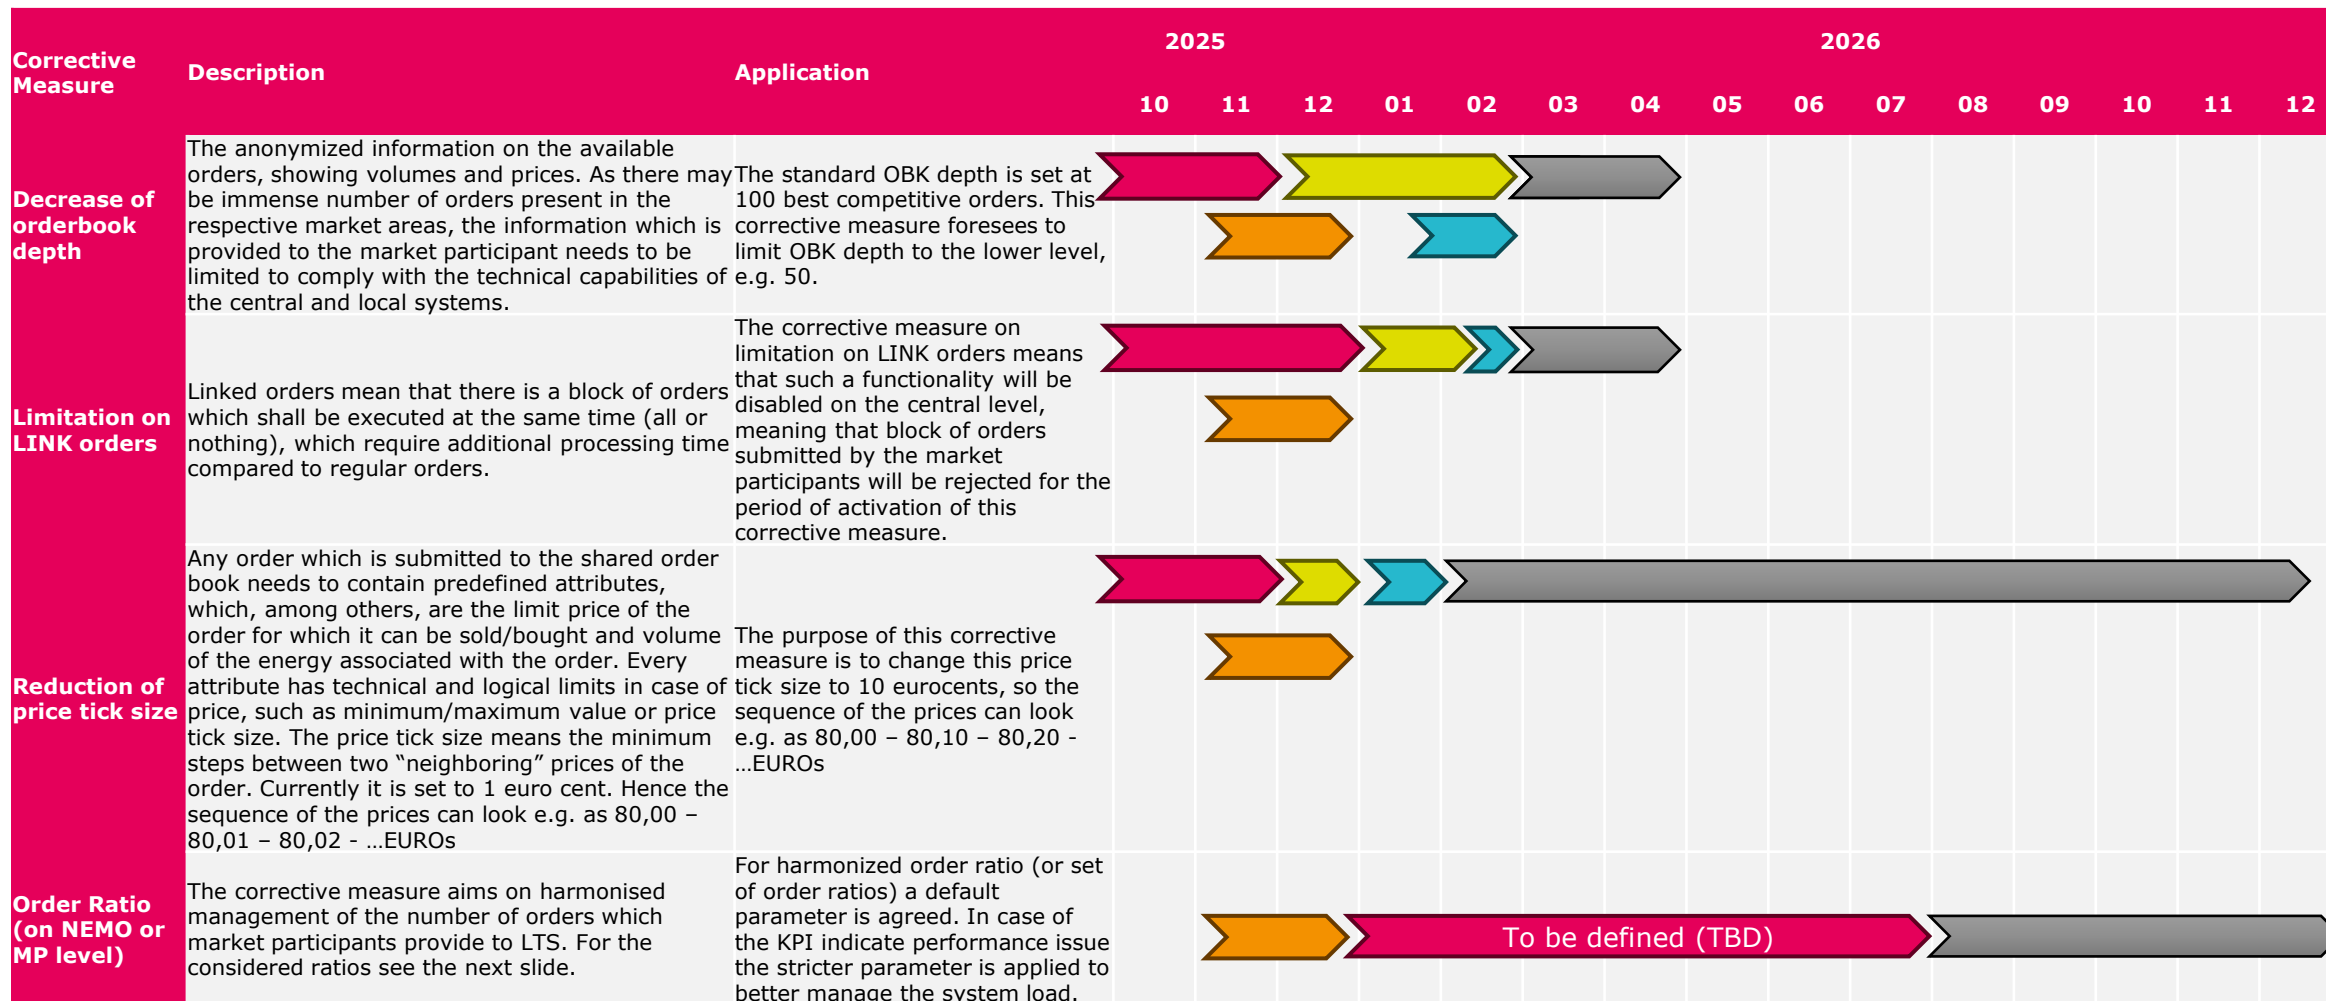 Corrective
Measure
Description
Application
2025
2026
10 11 12 01 02 03 04 05 06 07 08 09 10 11 12
Decrease of
orderbook
depth
The anonymized information on the available
orders, showing volumes and prices. As there may
be immense number of orders present in the
respective market areas, the information which is
provided to the market participant needs to be
limited to comply with the technical capabilities of
the central and local systems.
The standard OBK depth is set at
100 best competitive orders. This
corrective measure foresees to
limit OBK depth to the lower level,
e.g. 50.
Limitation on
LINK orders
Linked orders mean that there is a block of orders
which shall be executed at the same time (all or
nothing), which require additional processing time
compared to regular orders.
The corrective measure on
limitation on LINK orders means
that such a functionality will be
disabled on the central level,
meaning that block of orders
submitted by the market
participants will be rejected for the
period of activation of this
corrective measure.
Reduction of
price tick size
Any order which is submitted to the shared order
book needs to contain predefined attributes,
which, among others, are the limit price of the
order for which it can be sold/bought and volume
of the energy associated with the order. Every
attribute has technical and logical limits in case of
price, such as minimum/maximum value or price
tick size. The price tick size means the minimum
steps between two “neighboring” prices of the
order. Currently it is set to 1 euro cent. Hence the
sequence of the prices can look e.g. as 80,00 –
80,01 – 80,02 - …EUROs
The purpose of this corrective
measure is to change this price
tick size to 10 eurocents, so the
sequence of the prices can look
e.g. as 80,00 – 80,10 – 80,20 -
…EUROs
Order Ratio
(on NEMO or
MP level)
The corrective measure aims on harmonised
management of the number of orders which
market participants provide to LTS. For the
considered ratios see the next slide.
For harmonized order ratio (or set
of order ratios) a default
parameter is agreed. In case of
the KPI indicate performance issue
the stricter parameter is applied to
better manage the system load.
To be defined (TBD)